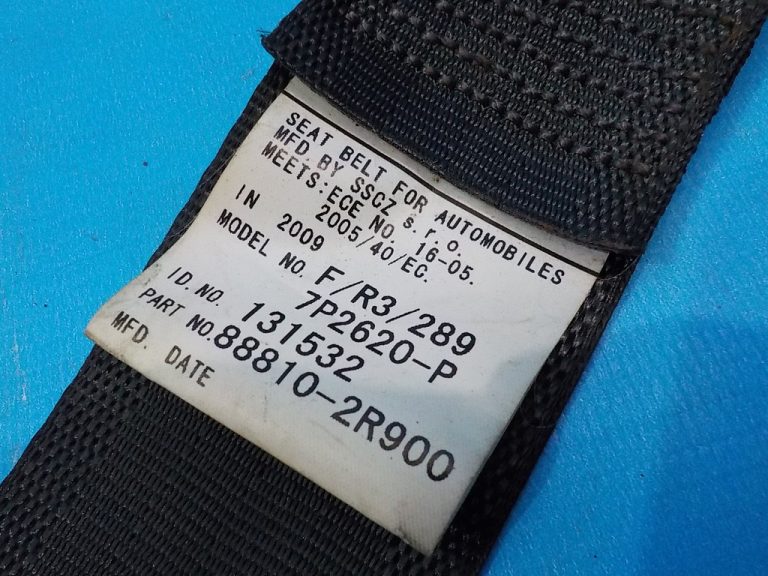 SEAT BELT FOR AUTOMOBILES
MFD. BY SSCZ s.r.o.
MEETS:ECE NO. 16-05.
2005/40/EC.
IN 2009
F/R3/289
MODEL NO. 7P2620-P
ID. NO. 131532
PART NO. 88810-2R900
MFD. DATE